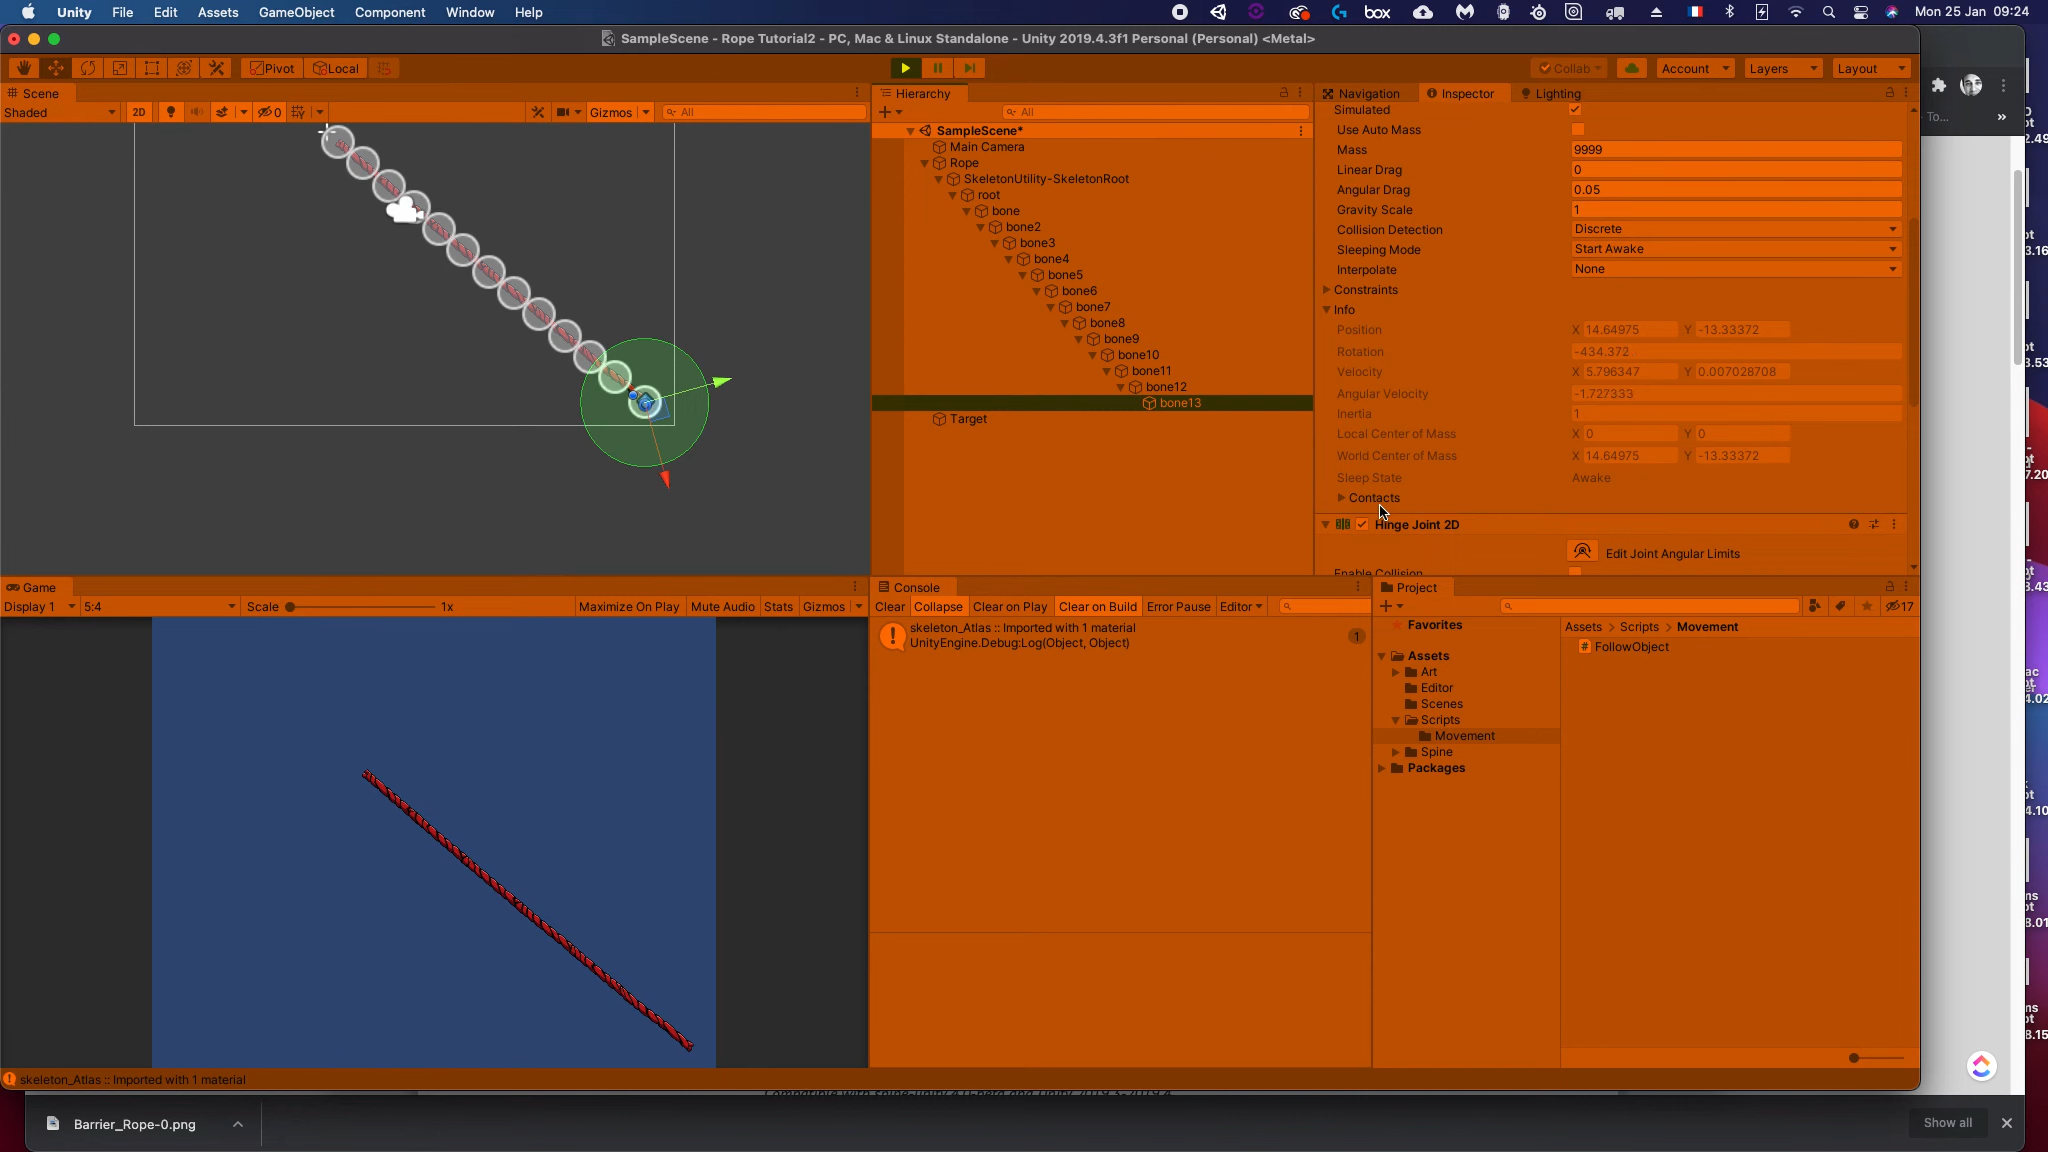 Unity File Edit Assets GameObject Component Window Help
box
Mon 25 Jan 09:24
SampleScene - Rope Tutorial2 - PC, Mac & Linux Standalone - Unity 2019.4.3f1 Personal (Personal) <Metal>
Pivot Local
Collab Account Layers Layout
Scene
Shaded 2D 0 Gizmos All
Hierarchy
All
SampleScene*
Main Camera
Rope
SkeletonUtility-SkeletonRoot
root
bone
bone2
bone3
bone4
bone5
bone6
bone7
bone8
bone9
bone10
bone11
bone12
bone13
Target
Navigation Inspector Lighting
Simulated
Use Auto Mass
Mass 9999
Linear Drag 0
Angular Drag 0.05
Gravity Scale 1
Collision Detection Discrete
Sleeping Mode Start Awake
Interpolate None
Constraints
Info
Position X 14.64975 Y -13.33372
Rotation -434.372
Velocity X 5.796347 Y 0.007028708
Angular Velocity -1.727333
Inertia 1
Local Center of Mass X 0 Y 0
World Center of Mass X 14.64975 Y -13.33372
Sleep State Awake
Contacts
Hinge Joint 2D
Edit Joint Angular Limits
Enable Collision
Game
Display 1 5:4 Scale 1x Maximize On Play Mute Audio Stats Gizmos
Console
Clear Collapse Clear on Play Clear on Build Error Pause Editor
skeleton_Atlas :: Imported with 1 material
UnityEngine.Debug:Log(Object, Object)
1
Project
17
Favorites
Assets
Art
Editor
Scenes
Scripts
Movement
Spine
Packages
Assets > Scripts > Movement
FollowObject
skeleton_Atlas :: Imported with 1 material
Barrier_Rope-0.png
Show all
To...